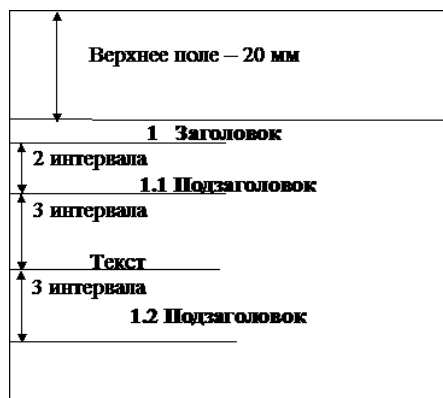 Верхнее поле – 20 мм
1 Заголовок
2 интервала
1.1 Подзаголовок
3 интервала
Текст
3 интервала
1.2 Подзаголовок